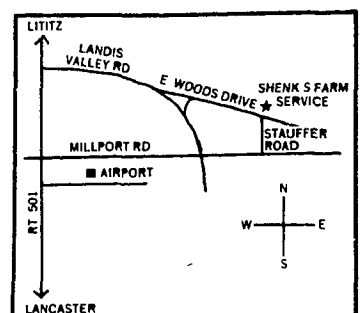 LITITZ
LANDIS
VALLEY RD
E WOODS DRIVE
SHENK S FARM
SERVICE
STAUFFER
ROAD
MILLPORT RD
AIRPORT
RT 501
N
W
E
S
LANCASTER